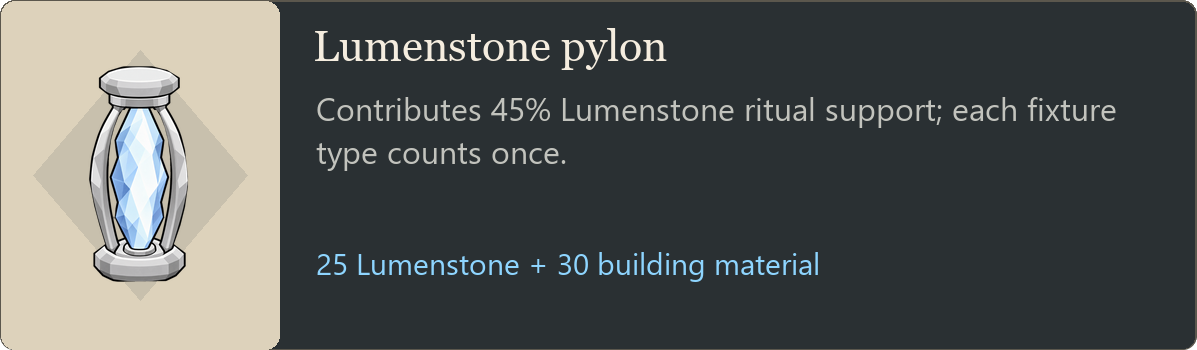 Lumenstone pylon
Contributes 45% Lumenstone ritual support; each fixture
type counts once.
25 Lumenstone + 30 building material